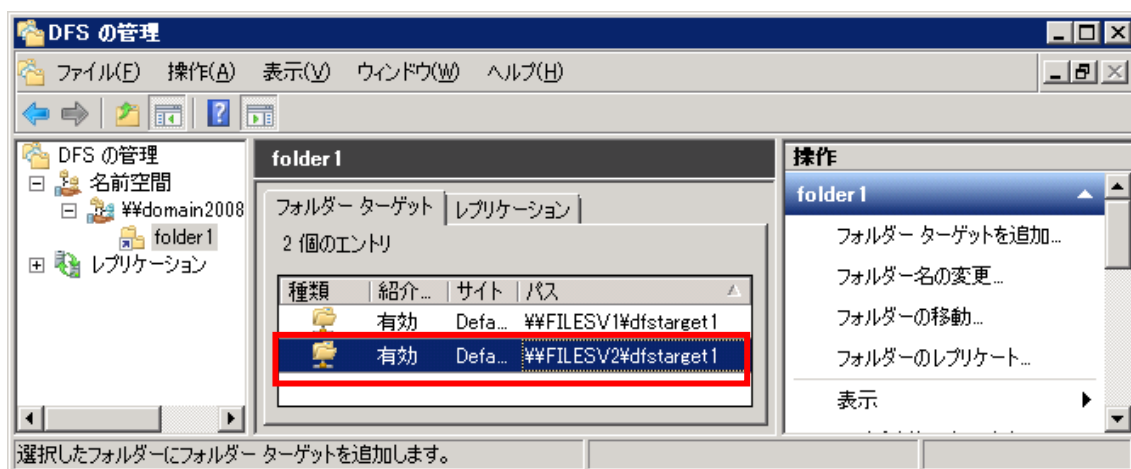 DFS の管理
ファイル(F) 操作(A) 表示(V) ウィンドウ(W) ヘルプ(H)
DFS の管理
名前空間
¥¥domain2008
folder1
レプリケーション
folder1
フォルダー ターゲット レプリケーション
2 個のエントリ
種類 紹介... サイト パス
有効 Defa... ¥¥FILESV1¥dfstarget1
有効 Defa... ¥¥FILESV2¥dfstarget1
操作
folder1
フォルダー ターゲットを追加...
フォルダー名の変更...
フォルダーの移動...
フォルダーのレプリケート...
表示
選択したフォルダーにフォルダー ターゲットを追加します。